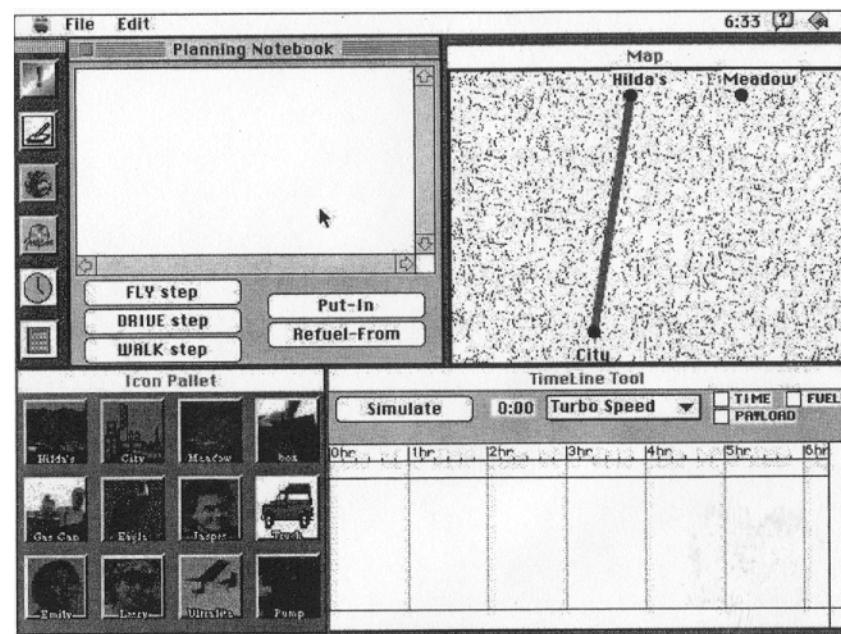 File Edit 6:33
Planning Notebook
FLY step
DRIVE step
WALK step
Put-In
Refuel-From
Map
Hilda's
Meadow
City
Icon Pallet
Hilda's City Meadow box
Gas Can Eagle Jasper Truck
Emily Larry Ultralite Pump
TimeLine Tool
Simulate 0:00 Turbo Speed TIME FUEL
PAYLOAD
0hr 1hr 2hr 3hr 4hr 5hr 6hr